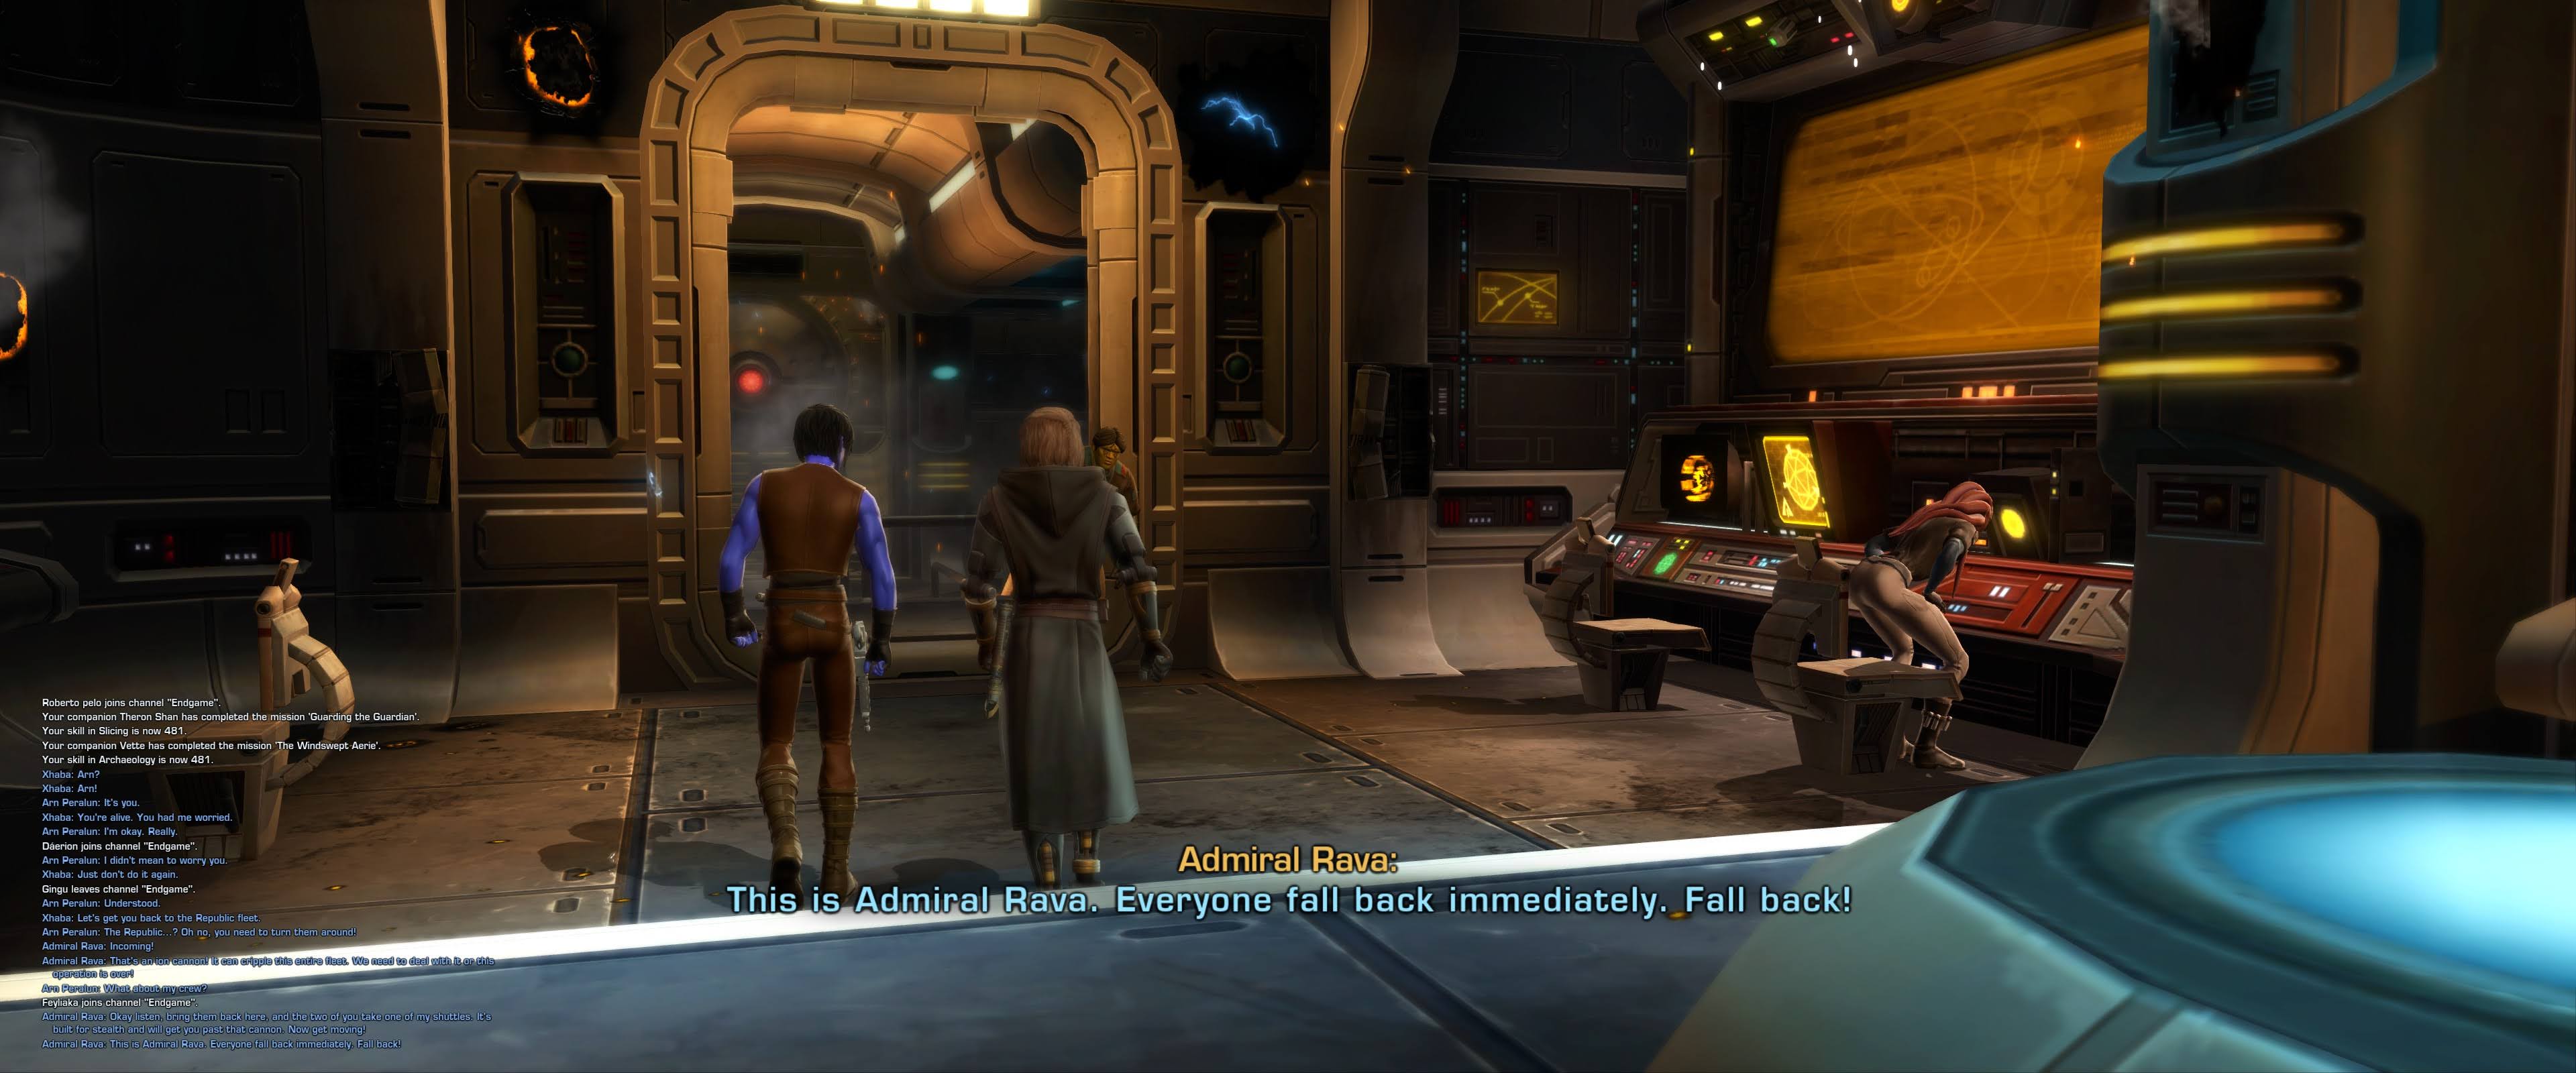 Roberto pelo joins channel "Endgame".
Your companion Theron Shan has completed the mission 'Guarding the Guardian'.
Your skill in Slicing is now 481.
Your companion Vette has completed the mission 'The Windswept Aerie'.
Your skill in Archaeology is now 481.
Xhaba: Arn?
Xhaba: Arn!
Arn Peralun: It's you.
Xhaba: You're alive. You had me worried.
Arn Peralun: I'm okay. Really.
Dáerion joins channel "Endgame".
Arn Peralun: I didn't mean to worry you.
Xhaba: Just don't do it again.
Gingu leaves channel "Endgame".
Arn Peralun: Understood.
Xhaba: Let's get you back to the Republic fleet.
Arn Peralun: The Republic...? Oh no, you need to turn them around!
Admiral Rava: Incoming!
Admiral Rava: That's an ion cannon! It can cripple this entire fleet. We need to deal with it or this
operation is over!
Arn Peralun: What about my crew?
Feyliaka joins channel "Endgame".
Admiral Rava: Okay listen, bring them back here, and the two of you take one of my shuttles. It's
built for stealth and will get you past that cannon. Now get moving!
Admiral Rava: This is Admiral Rava. Everyone fall back immediately. Fall back!
Admiral Rava:
This is Admiral Rava. Everyone fall back immediately. Fall back!